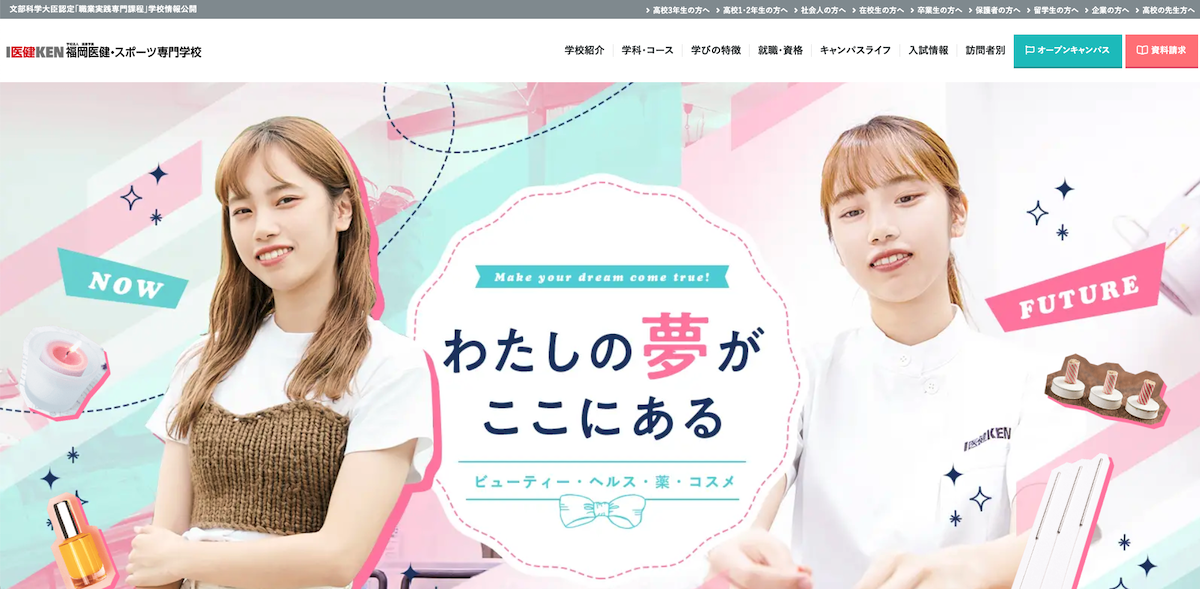 文部科学大臣認定「職業実践専門課程」学校情報公開
高校3年生の方へ 高校1・2年生の方へ 社会人の方へ 在校生の方へ 卒業生の方へ 保護者の方へ 留学生の方へ 企業の方へ 高校の先生方へ
医健KEN 福岡医健・スポーツ専門学校
学校紹介 学科・コース 学びの特徴 就職・資格 キャンパスライフ 入試情報 訪問者別 オープンキャンパス 資料請求
NOW
Make your dream come true!
わたしの夢が
ここにある
ビューティー・ヘルス・薬・コスメ
FUTURE
医健KEN